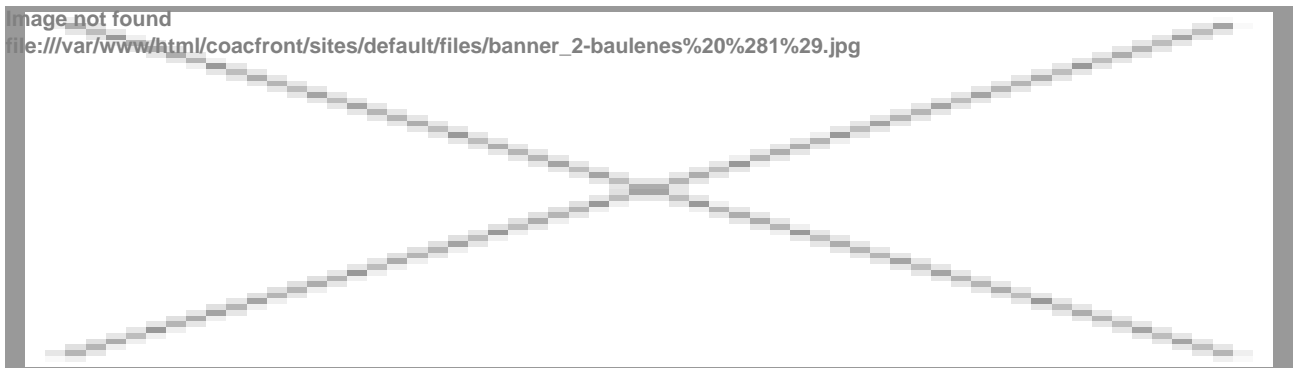 Image not found
file:///var/www/html/coacfront/sites/default/files/banner_2-baulenes%20%281%29.jpg